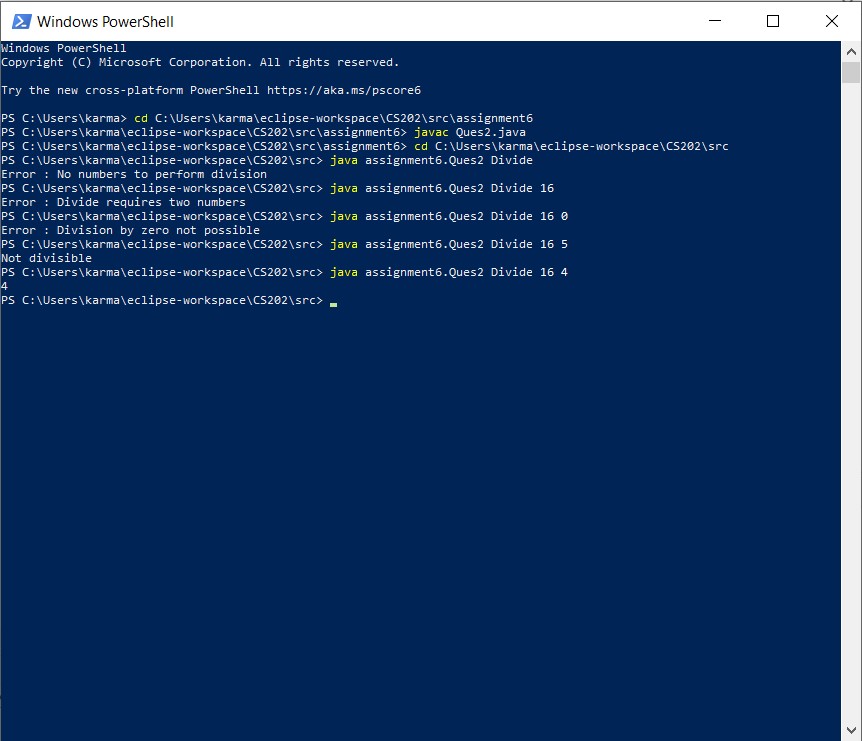 Windows PowerShell
Windows PowerShell
Copyright (C) Microsoft Corporation. All rights reserved.
Try the new cross-platform PowerShell https://aka.ms/pscore6
PS C:\Users\karma> cd C:\Users\karma\eclipse-workspace\CS202\src\assignment6
PS C:\Users\karma\eclipse-workspace\CS202\src\assignment6> javac Ques2.java
PS C:\Users\karma\eclipse-workspace\CS202\src\assignment6> cd C:\Users\karma\eclipse-workspace\CS202\src
PS C:\Users\karma\eclipse-workspace\CS202\src> java assignment6.Ques2 Divide
Error : No numbers to perform division
PS C:\Users\karma\eclipse-workspace\CS202\src> java assignment6.Ques2 Divide 16
Error : Divide requires two numbers
PS C:\Users\karma\eclipse-workspace\CS202\src> java assignment6.Ques2 Divide 16 0
Error : Division by zero not possible
PS C:\Users\karma\eclipse-workspace\CS202\src> java assignment6.Ques2 Divide 16 5
Not divisible
PS C:\Users\karma\eclipse-workspace\CS202\src> java assignment6.Ques2 Divide 16 4
4
PS C:\Users\karma\eclipse-workspace\CS202\src>